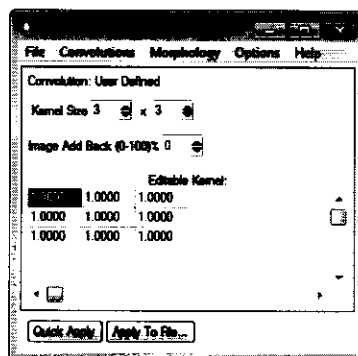 File Convolutions Morphology Options Help
Convolution: User Defined
Kernel Size 3 x 3
Image Add Back (0-100)% 0
Editable Kernel:
1.0000 1.0000
1.0000 1.0000 1.0000
1.0000 1.0000 1.0000
Quick Apply Apply To File...